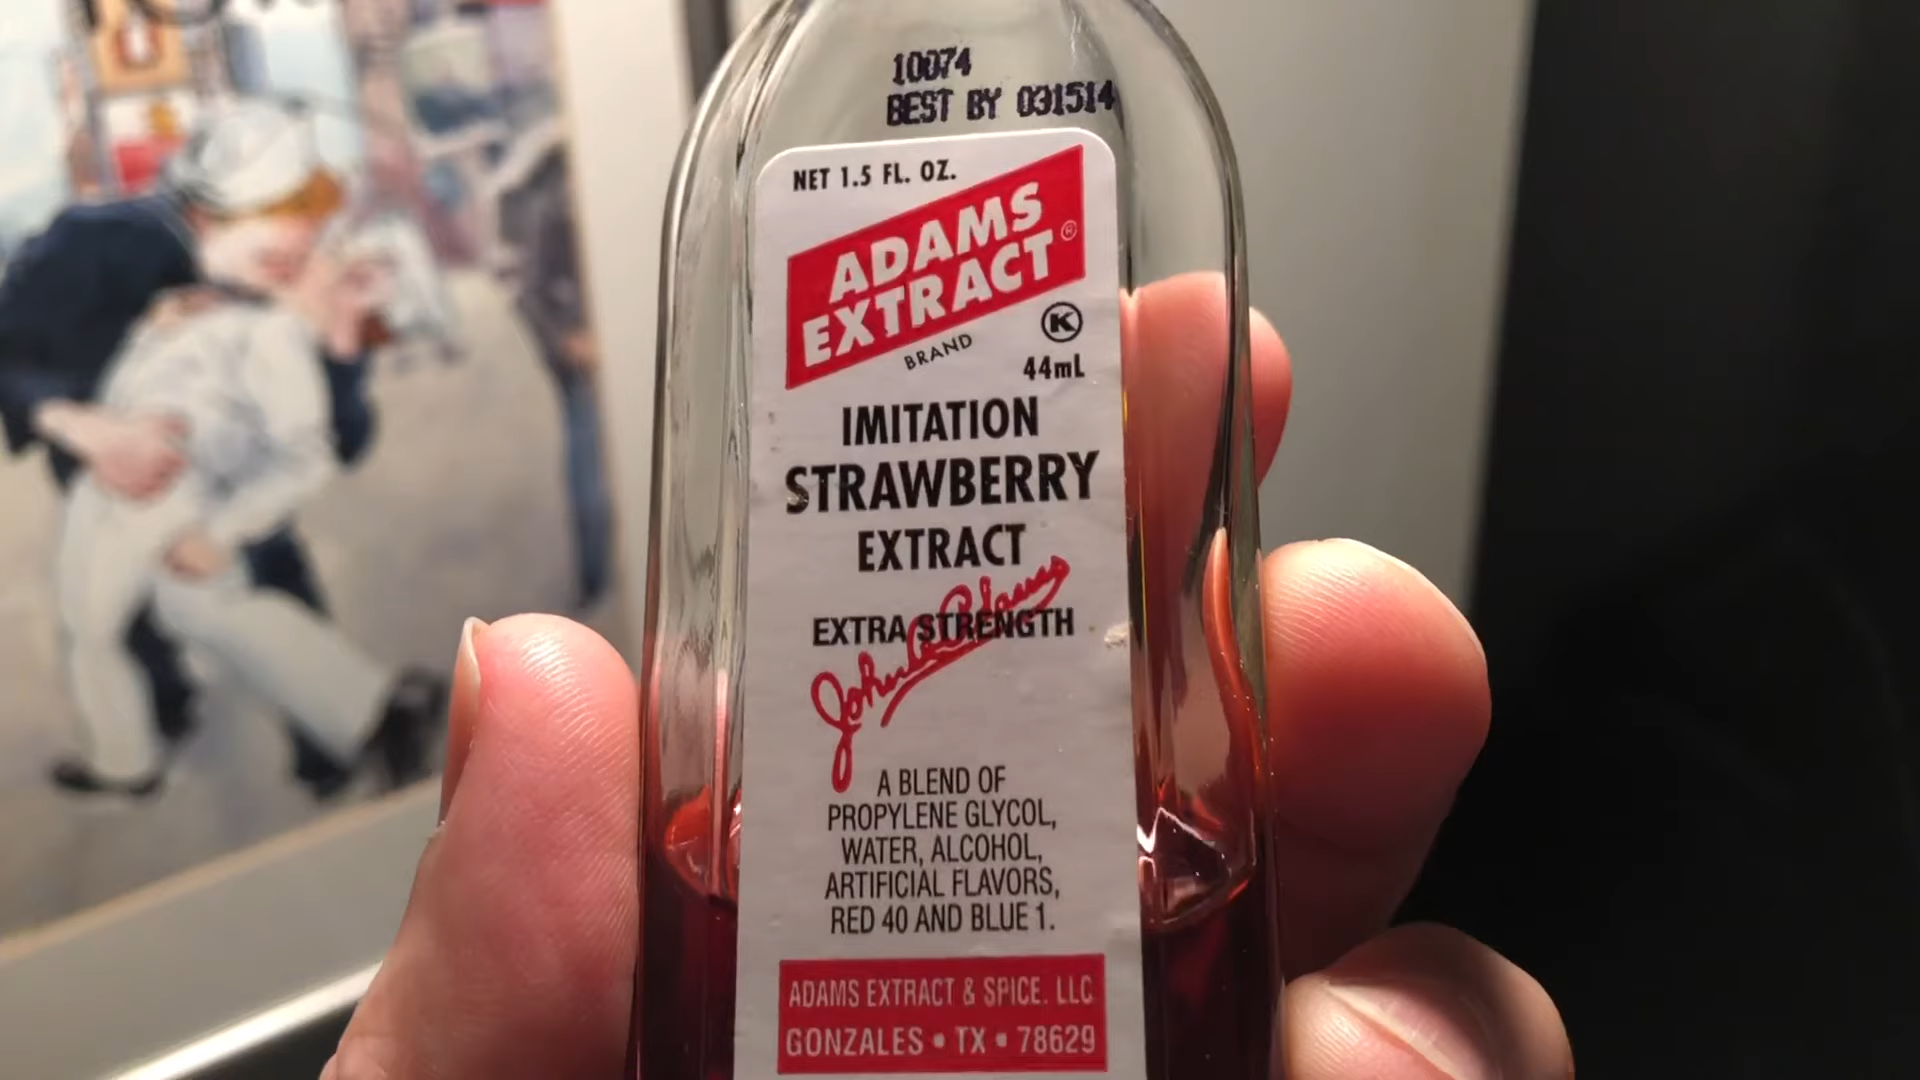 10074
BEST BY 031514
NET 1.5 FL. OZ.
ADAMS
EXTRACT®
BRAND
K
44mL
IMITATION
STRAWBERRY
EXTRACT
EXTRA STRENGTH
John A. Adams
A BLEND OF
PROPYLENE GLYCOL,
WATER, ALCOHOL,
ARTIFICIAL FLAVORS,
RED 40 AND BLUE 1.
ADAMS EXTRACT & SPICE. LLC
GONZALES • TX • 78629